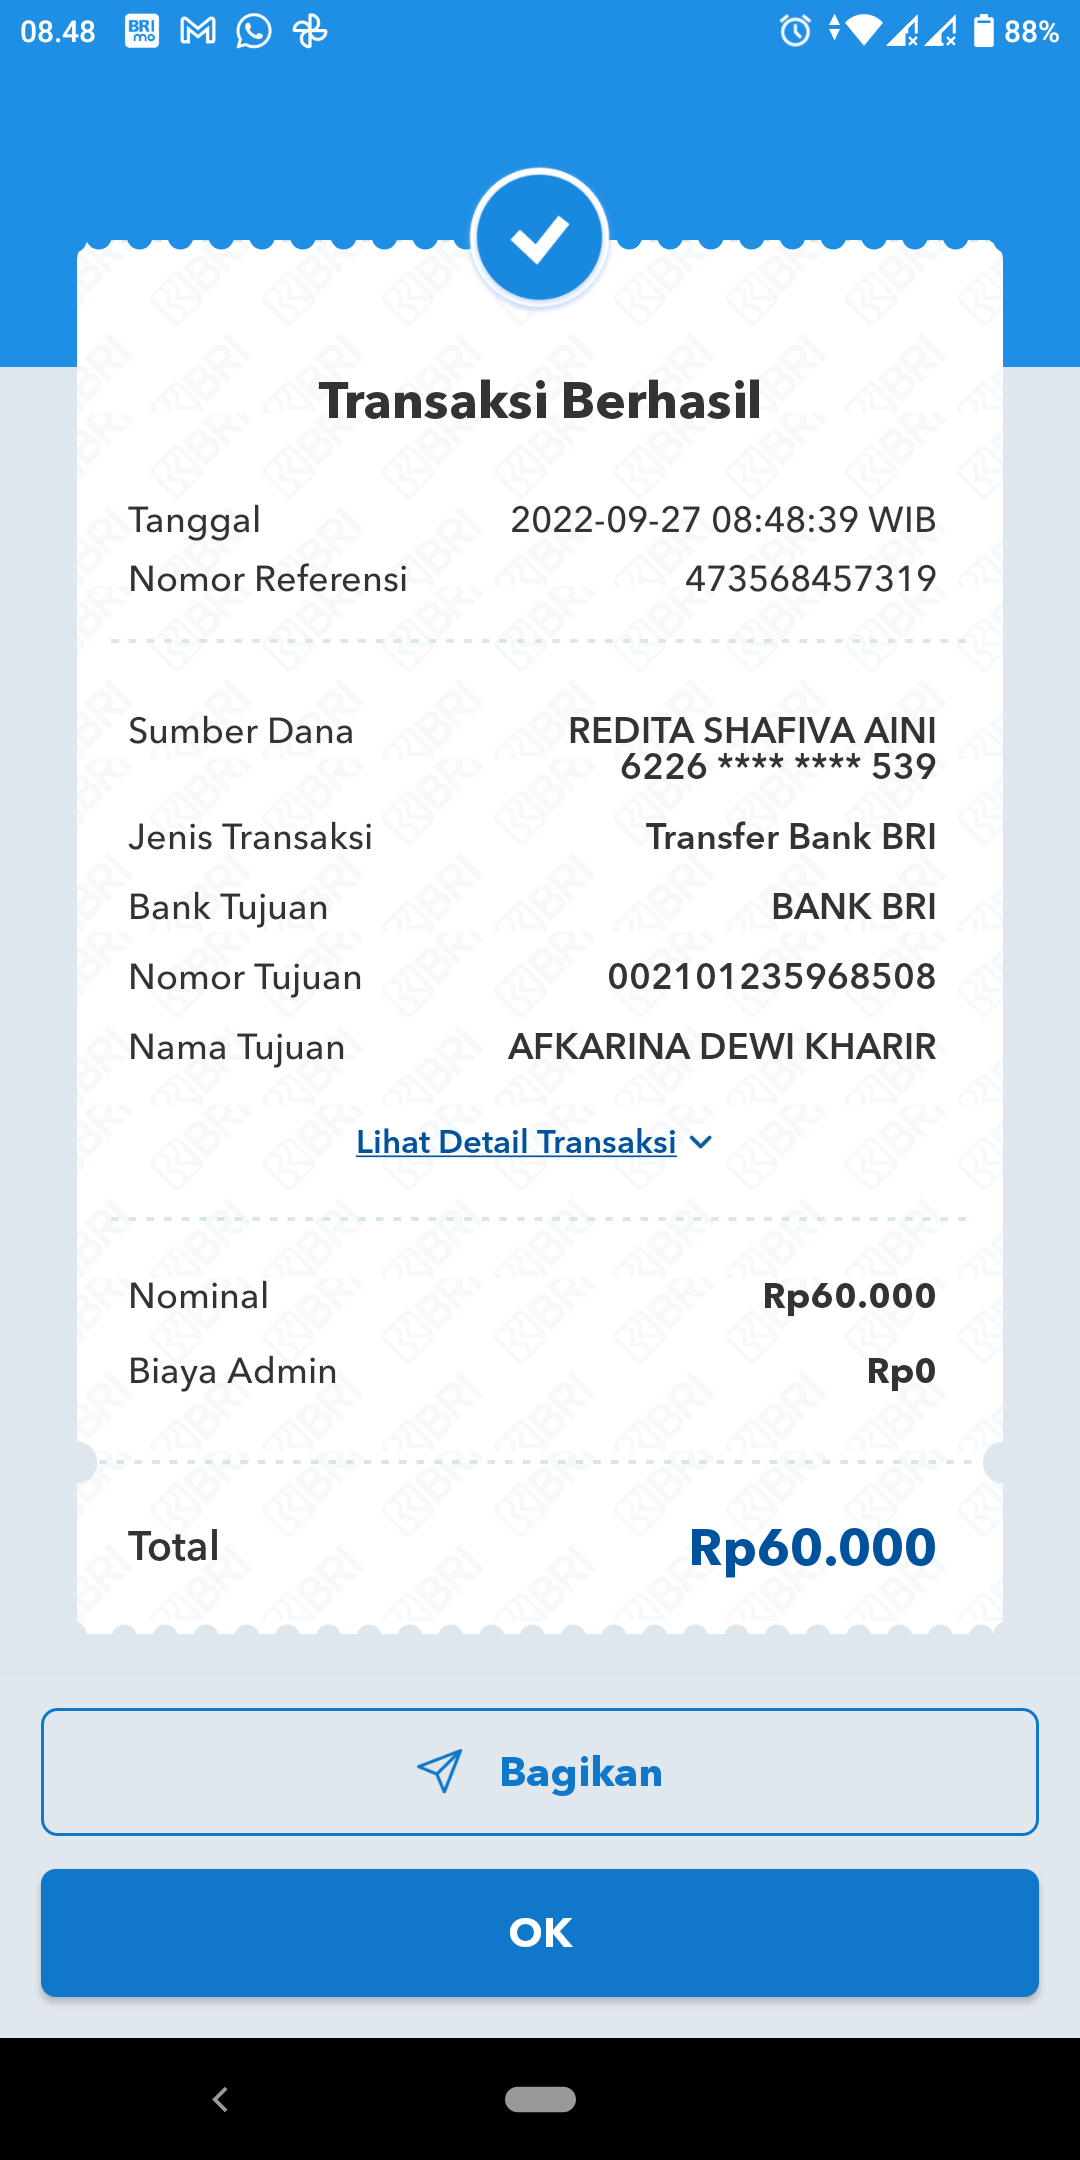 08.48 BRI mo 88%
Transaksi Berhasil
Tanggal 2022-09-27 08:48:39 WIB
Nomor Referensi 473568457319
Sumber Dana REDITA SHAFIVA AINI
6226 **** **** 539
Jenis Transaksi Transfer Bank BRI
Bank Tujuan BANK BRI
Nomor Tujuan 002101235968508
Nama Tujuan AFKARINA DEWI KHARIR
Lihat Detail Transaksi
Nominal Rp60.000
Biaya Admin Rp0
Total Rp60.000
Bagikan
OK